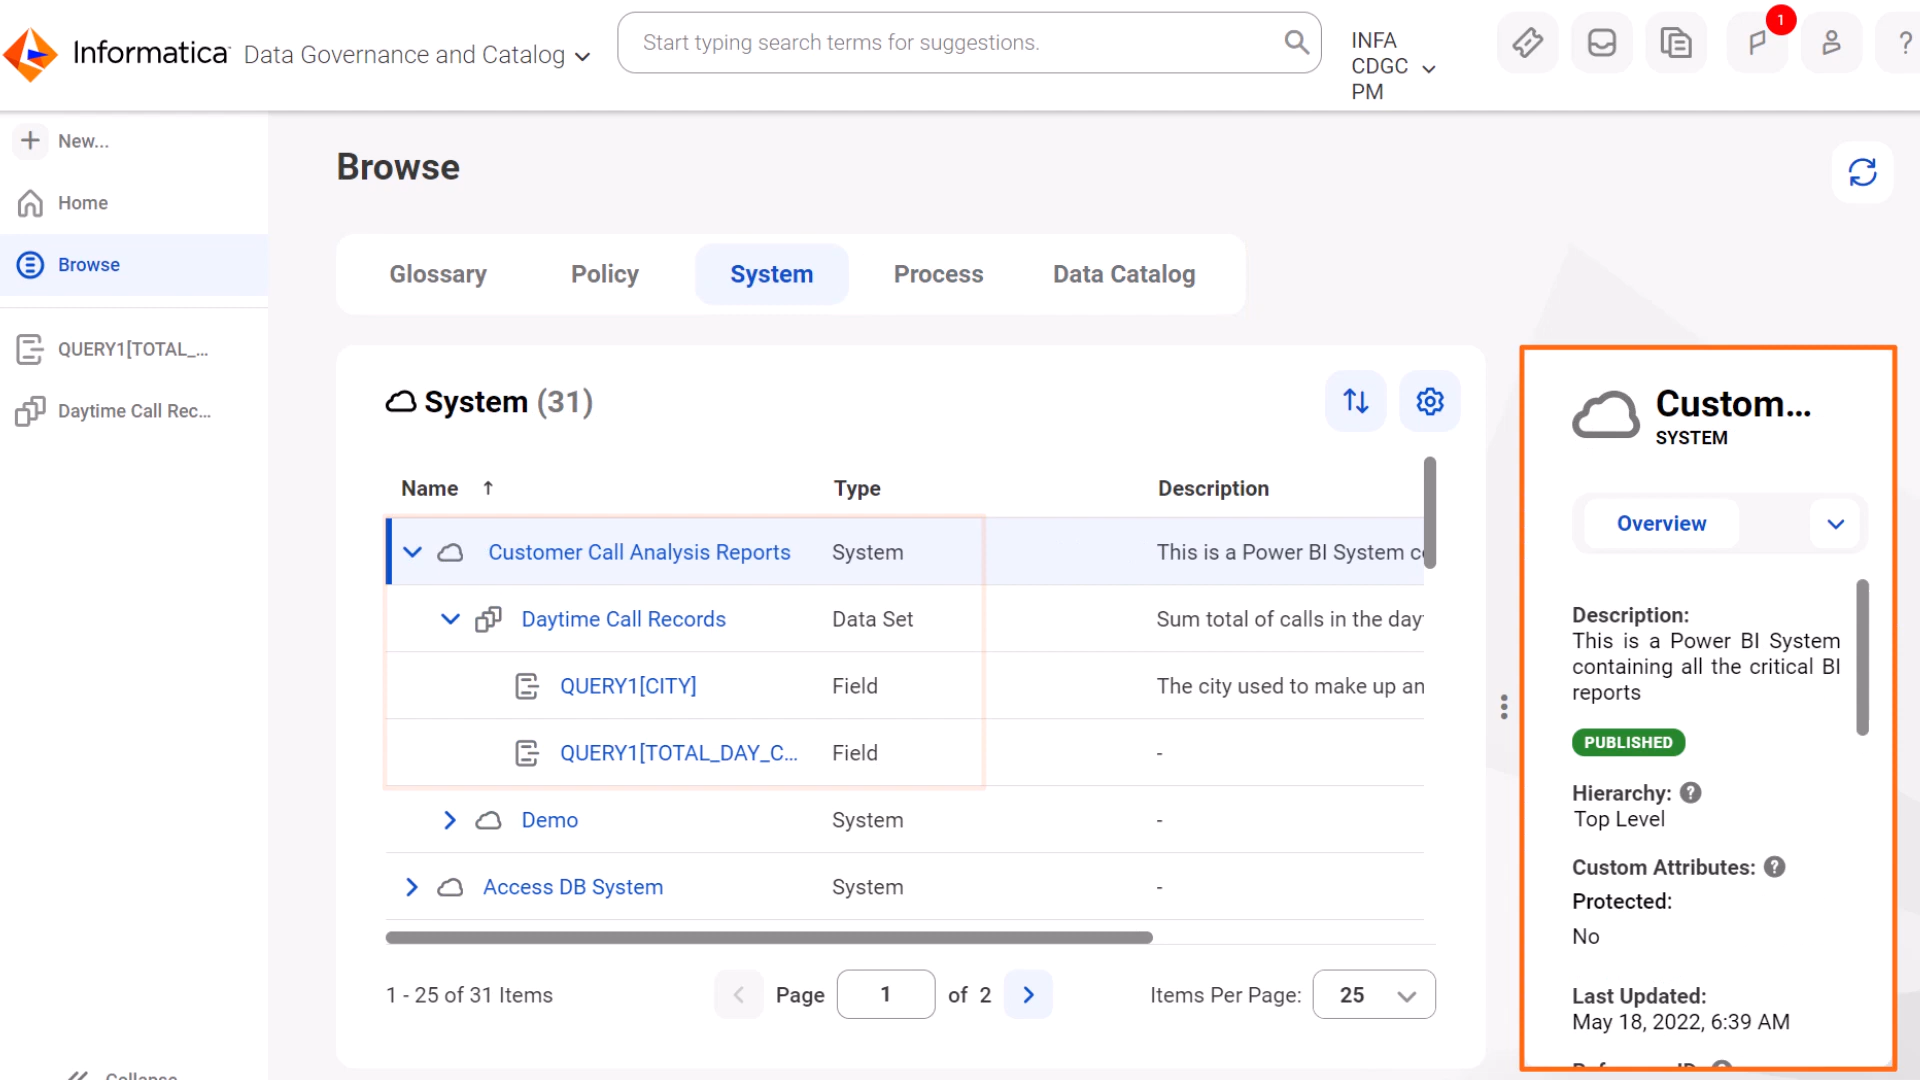 Informatica Data Governance and Catalog
Start typing search terms for suggestions.
INFA
CDGC
PM
1
?
New...
Home
Browse
QUERY1[TOTAL_...
Daytime Call Rec...
Collapse
Browse
Glossary Policy System Process Data Catalog
System (31)
Name ↑ Type Description
Customer Call Analysis Reports System This is a Power BI System c
Daytime Call Records Data Set Sum total of calls in the day
QUERY1[CITY] Field The city used to make up an
QUERY1[TOTAL_DAY_C... Field -
Demo System -
Access DB System System -
1 - 25 of 31 Items Page 1 of 2 Items Per Page: 25
Custom...
SYSTEM
Overview
Description:
This is a Power BI System
containing all the critical BI
reports
PUBLISHED
Hierarchy: ?
Top Level
Custom Attributes: ?
Protected:
No
Last Updated:
May 18, 2022, 6:39 AM